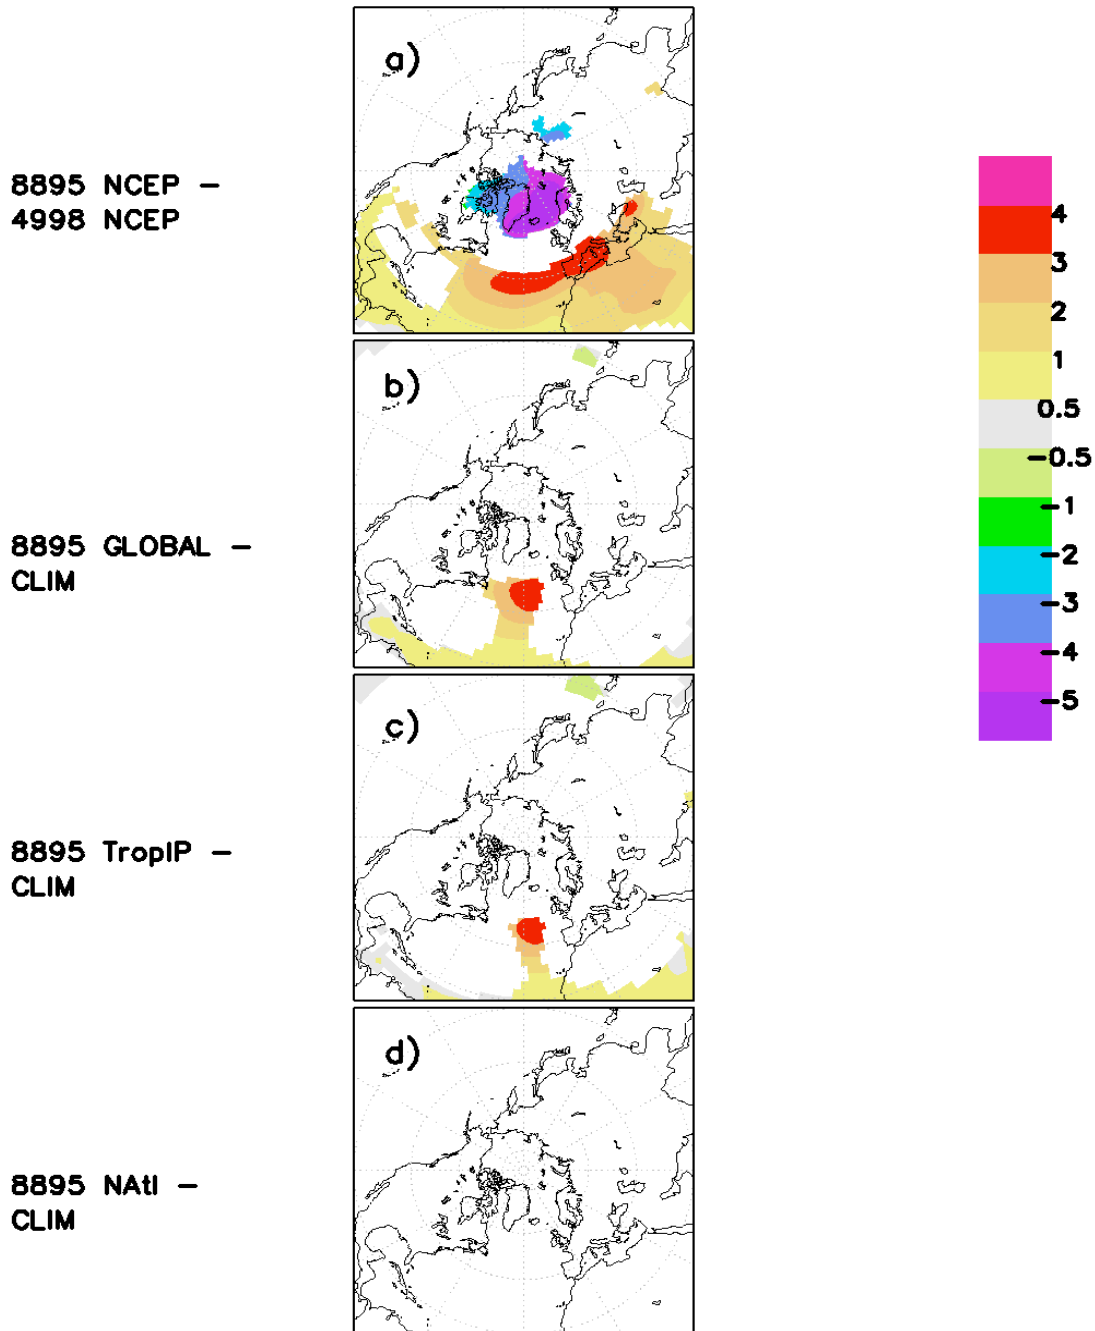 a)
8895 NCEP –
4998 NCEP
b)
8895 GLOBAL –
CLIM
c)
8895 TropIP –
CLIM
d)
8895 NAtl –
CLIM
4
3
2
1
0.5
−0.5
−1
−2
−3
−4
−5